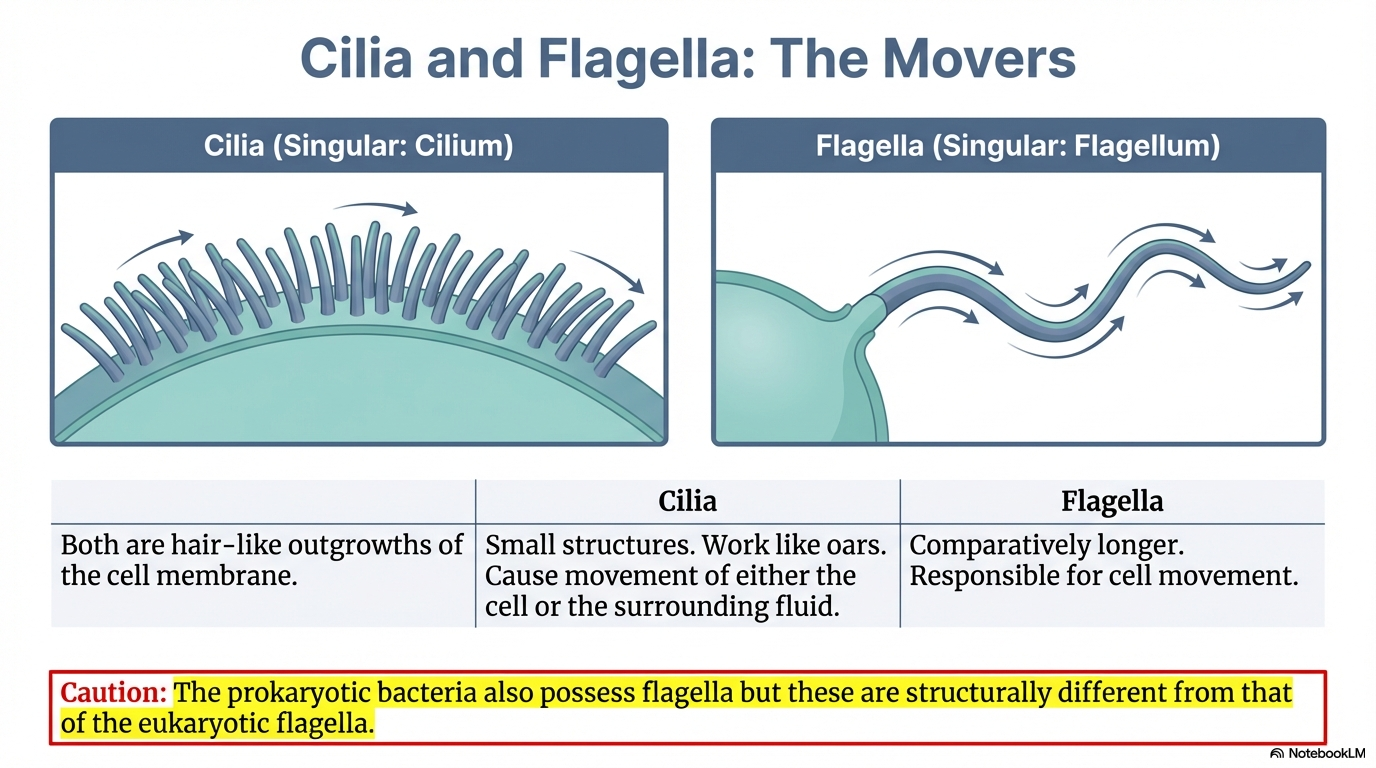 Cilia and Flagella: The Movers
Cilia (Singular: Cilium)
Flagella (Singular: Flagellum)
Cilia
Flagella
Both are hair-like outgrowths of
the cell membrane.
Small structures. Work like oars.
Cause movement of either the
cell or the surrounding fluid.
Comparatively longer.
Responsible for cell movement.
Caution: The prokaryotic bacteria also possess flagella but these are structurally different from that
of the eukaryotic flagella.
NotebookLM